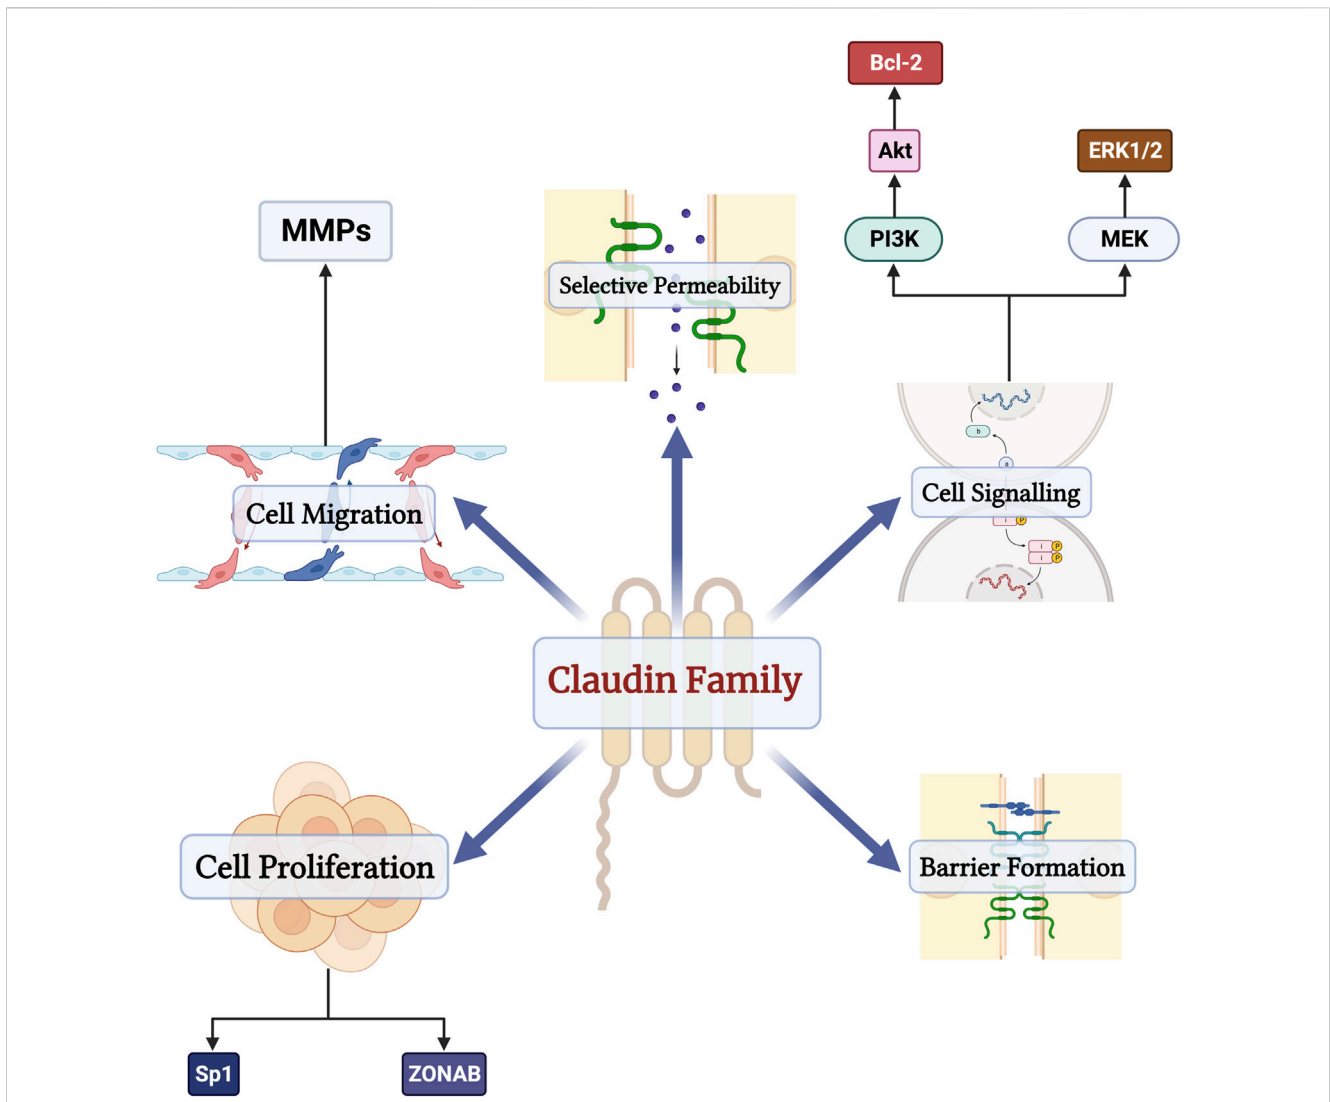 Bcl-2
Akt
ERK1/2
MMPs
PI3K
MEK
Selective Permeability
b
a
Cell Signalling
Cell Migration
i P
i P
i P
Claudin Family
Cell Proliferation
Barrier Formation
Sp1
ZONAB